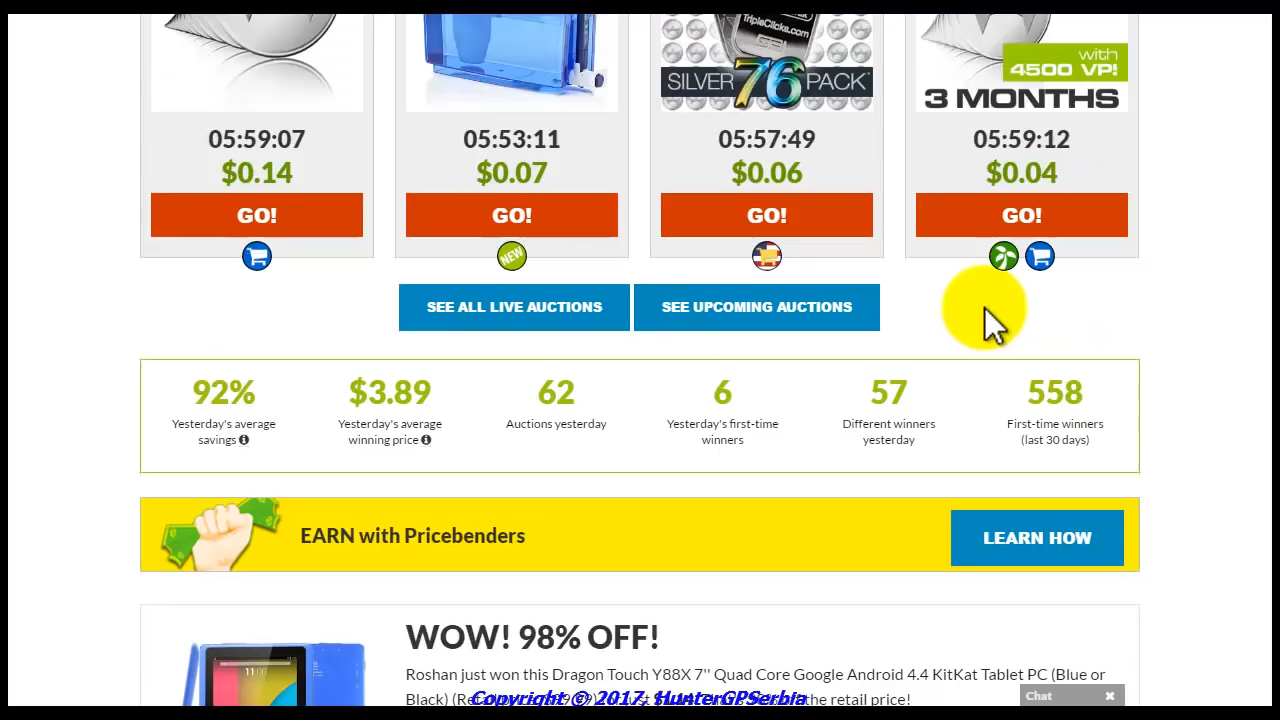 TripleClicks.com
SILVER 76 PACK
with
4500 VP!
3 MONTHS
05:59:07
05:53:11
05:57:49
05:59:12
$0.14
$0.07
$0.06
$0.04
GO!
GO!
GO!
GO!
NEW
SEE ALL LIVE AUCTIONS
SEE UPCOMING AUCTIONS
92%
Yesterday's average
savings
$3.89
Yesterday's average
winning price
62
Auctions yesterday
6
Yesterday's first-time
winners
57
Different winners
yesterday
558
First-time winners
(last 30 days)
EARN with Pricebenders
LEARN HOW
WOW! 98% OFF!
Roshan just won this Dragon Touch Y88X 7'' Quad Core Google Android 4.4 KitKat Tablet PC (Blue or
Black) the retail price!
Copyright © 2017. HunterGPSerbia
Chat